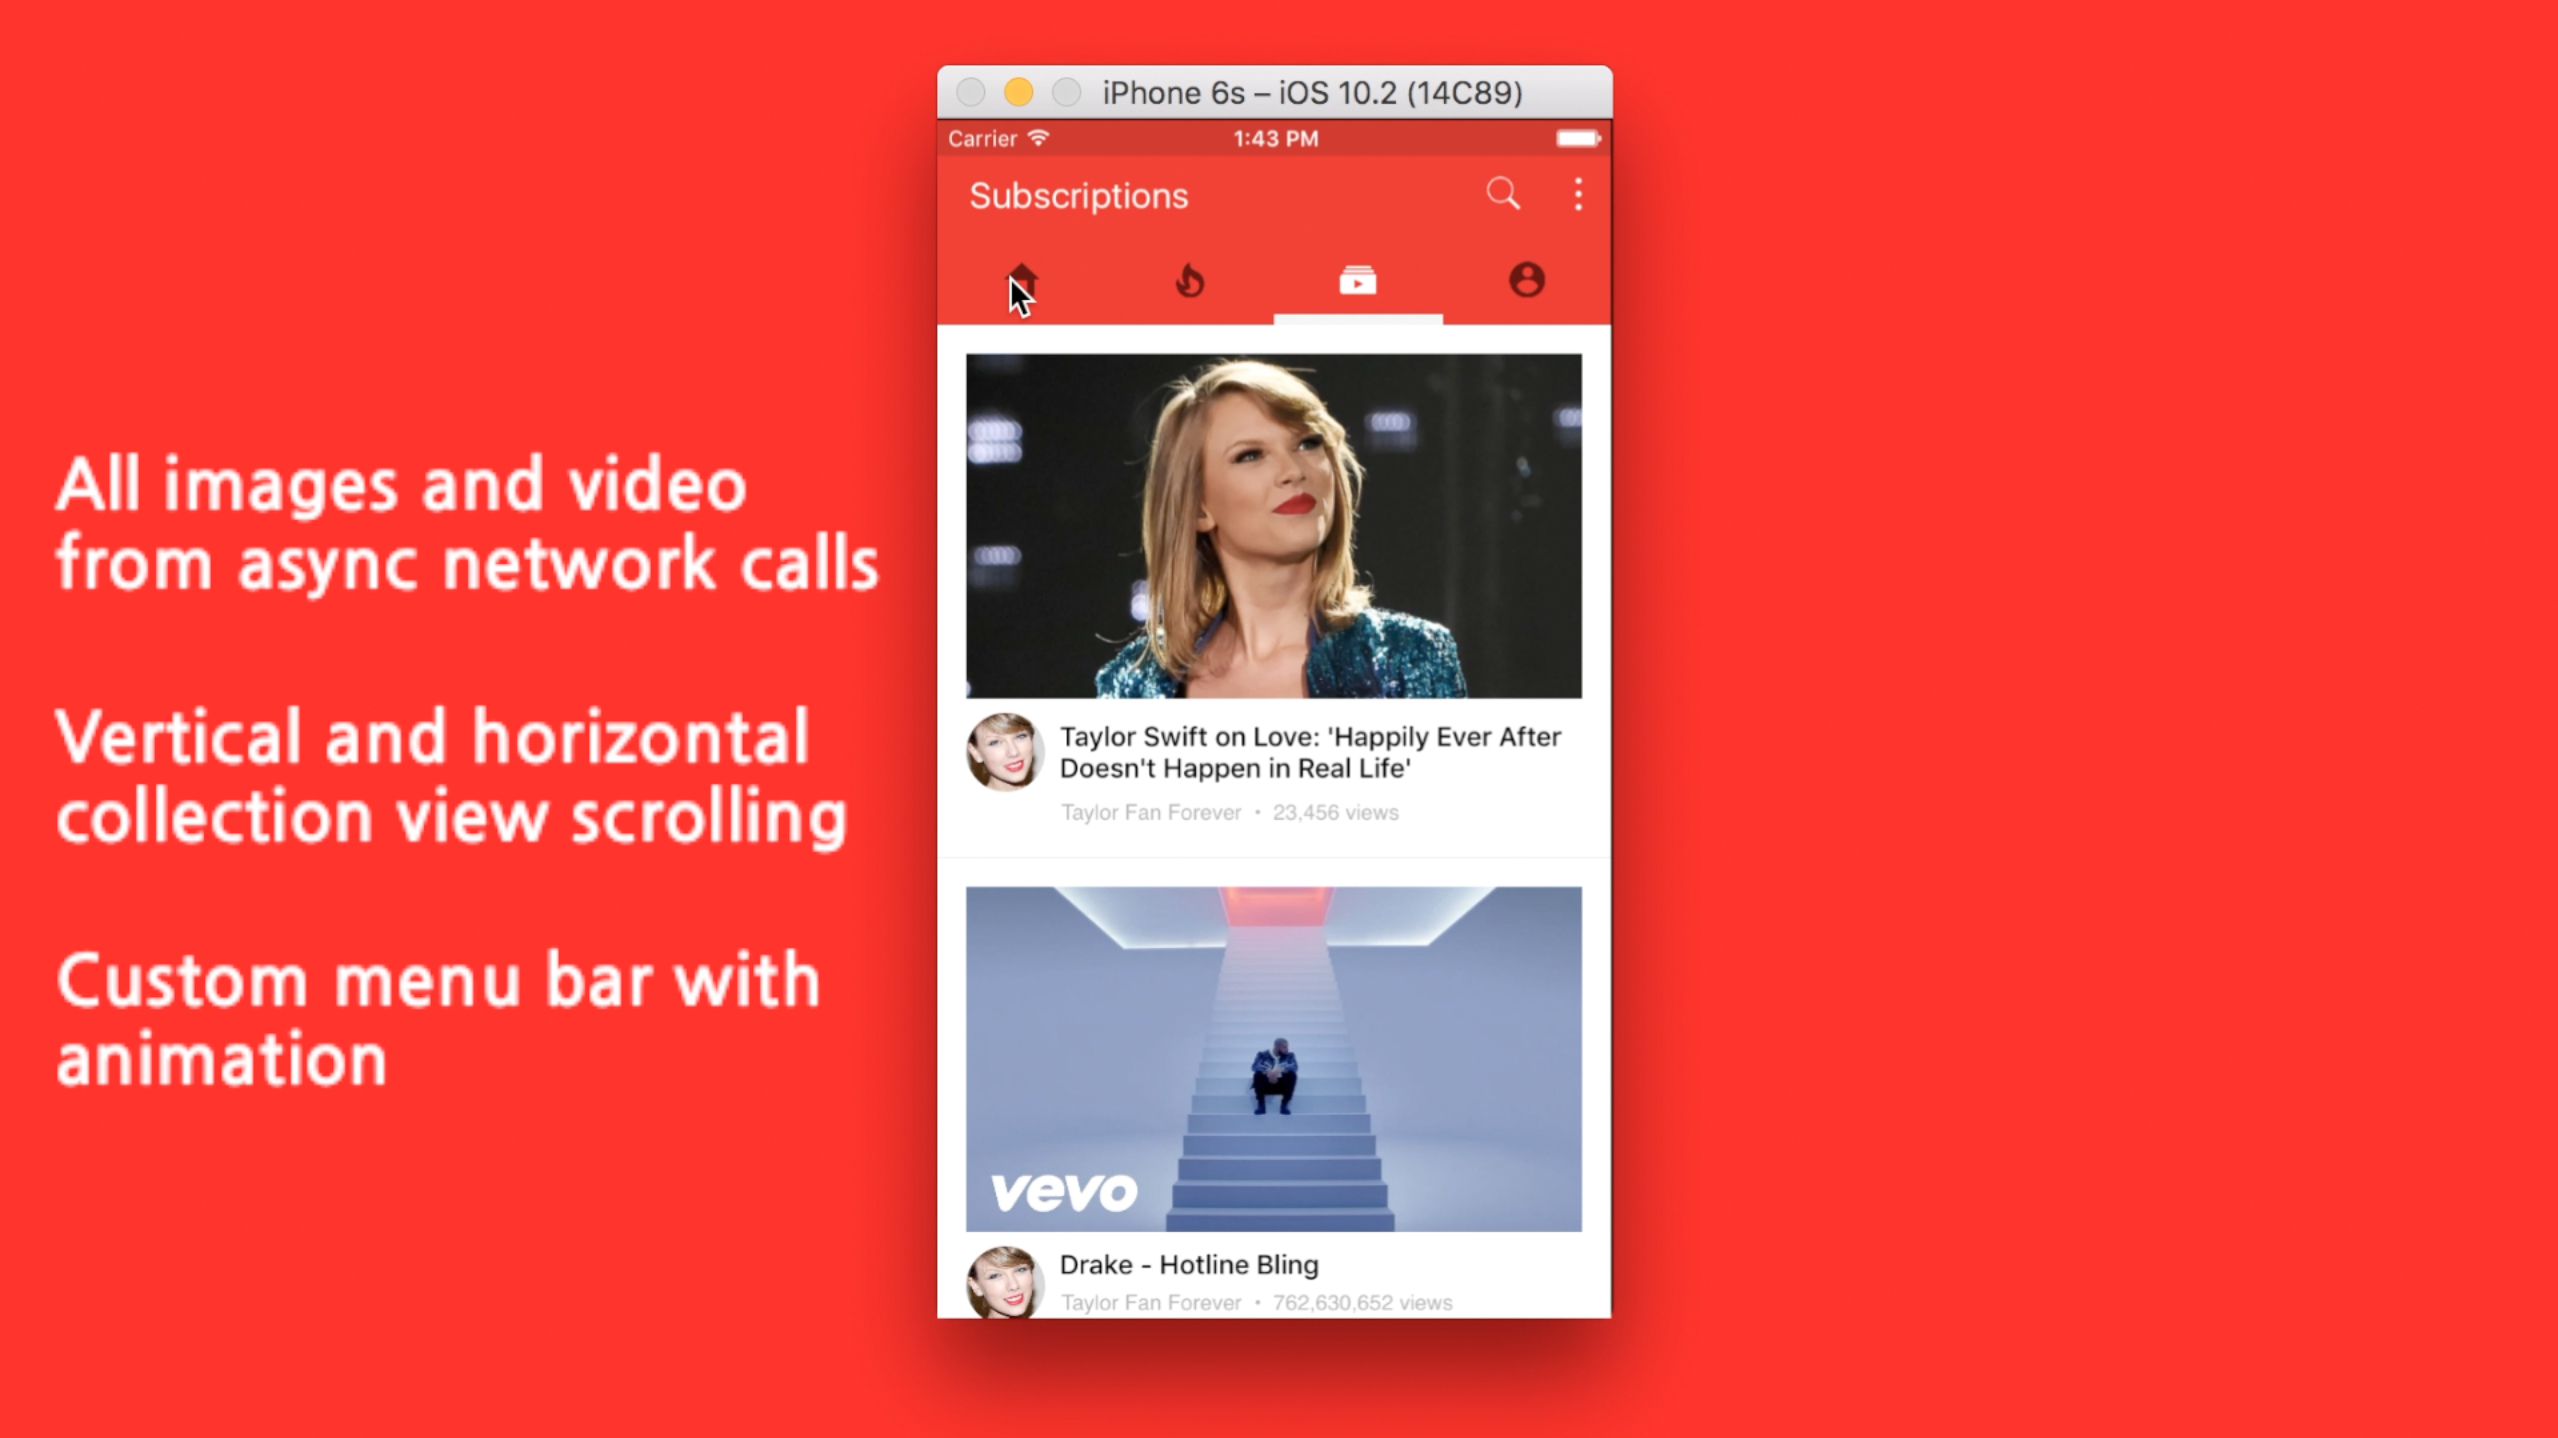 iPhone 6s – iOS 10.2 (14C89)
Carrier 1:43 PM
Subscriptions
All images and video
from async network calls
Vertical and horizontal
collection view scrolling
Custom menu bar with
animation
Taylor Swift on Love: 'Happily Ever After
Doesn't Happen in Real Life'
Taylor Fan Forever • 23,456 views
vevo
Drake - Hotline Bling
Taylor Fan Forever • 762,630,652 views